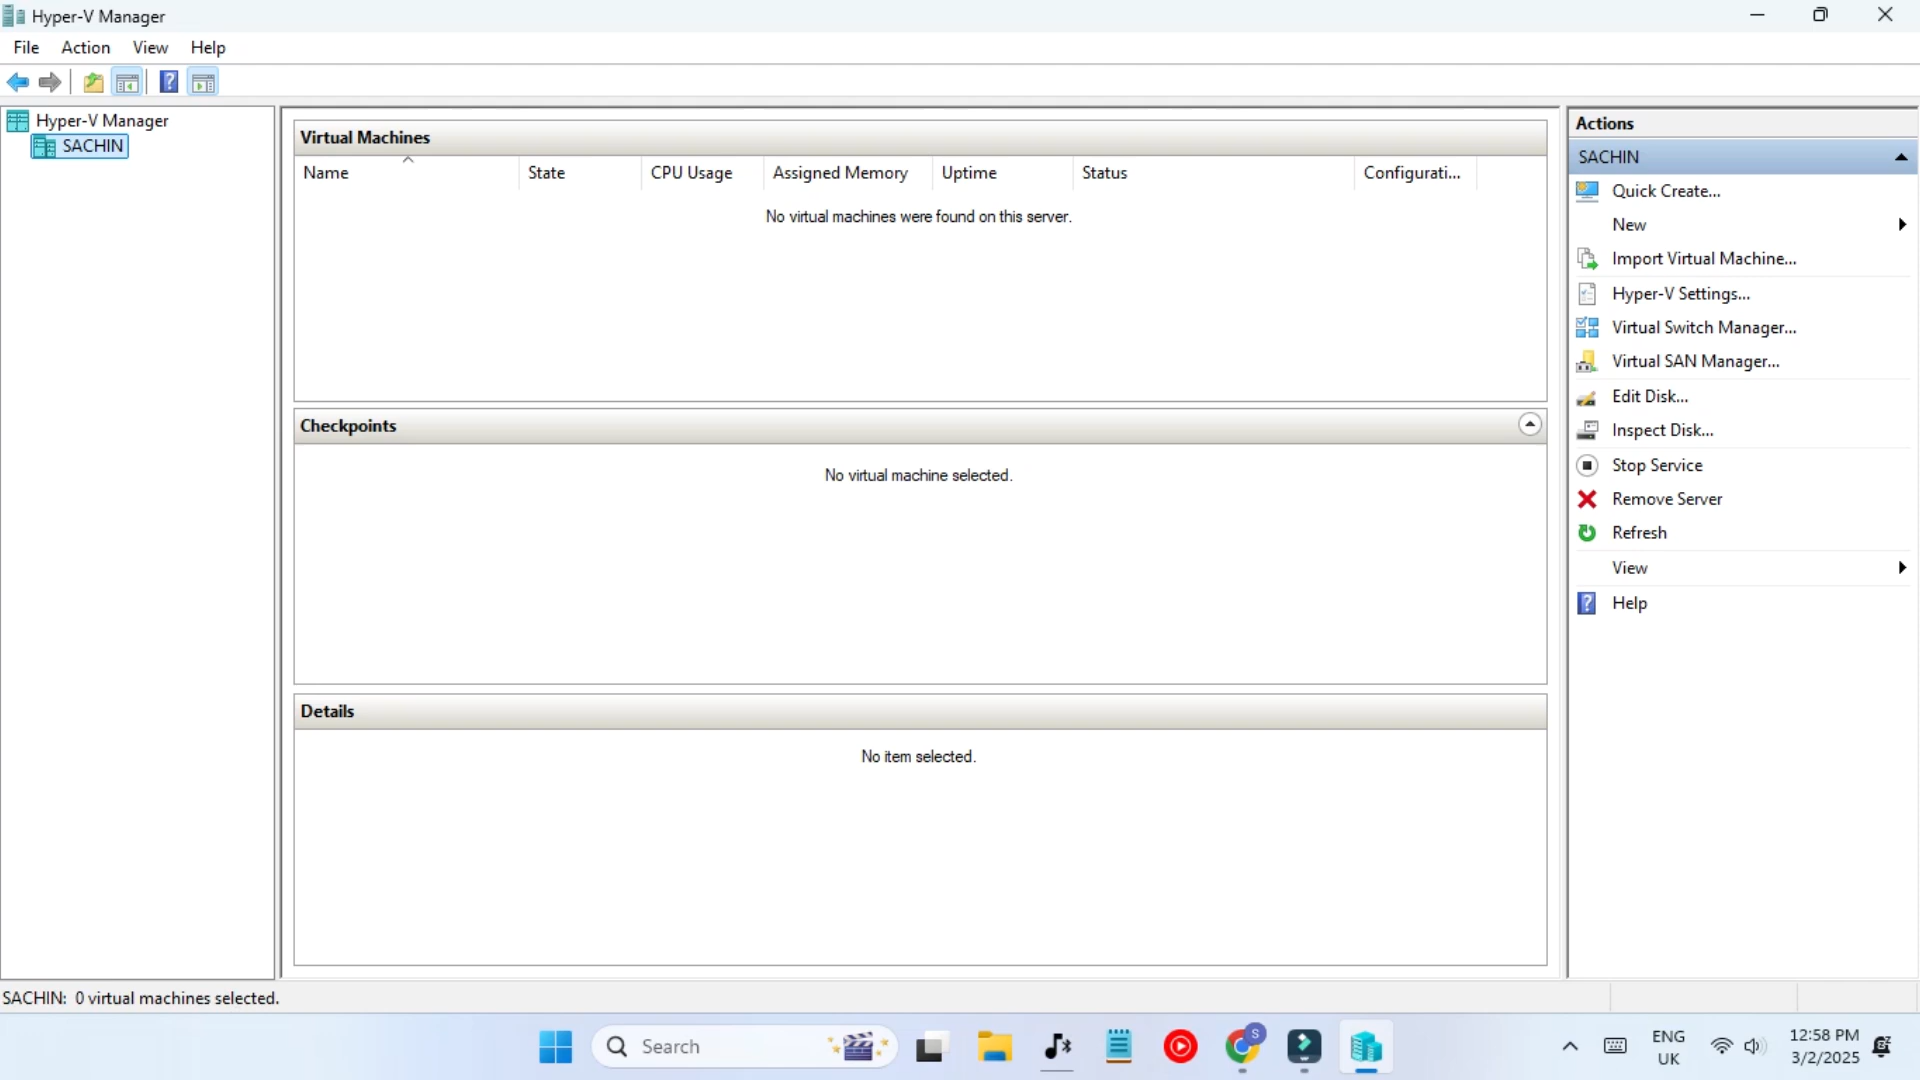 Hyper-V Manager
File Action View Help
Hyper-V Manager
SACHIN
Virtual Machines
Name State CPU Usage Assigned Memory Uptime Status Configurati...
No virtual machines were found on this server.
Checkpoints
No virtual machine selected.
Details
No item selected.
Actions
SACHIN
Quick Create...
New
Import Virtual Machine...
Hyper-V Settings...
Virtual Switch Manager...
Virtual SAN Manager...
Edit Disk...
Inspect Disk...
Stop Service
Remove Server
Refresh
View
Help
SACHIN: 0 virtual machines selected.
Search
S
ENG
UK
12:58 PM
3/2/2025